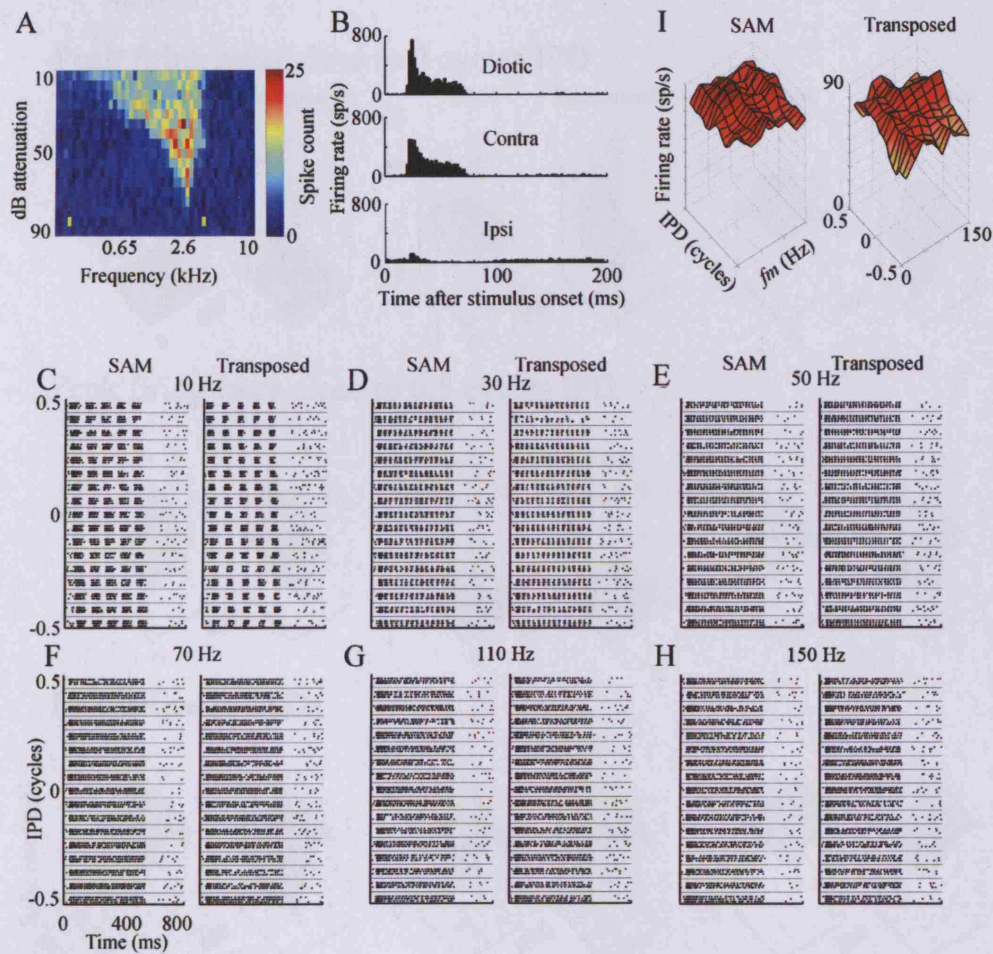 A
dB attenuation
10
50
90
0.65
2.6
10
Frequency (kHz)
25
0
Spike count
B
Firing rate (sp/s)
800
0
Diotic
800
0
Contra
800
0
Ipsi
0
100
200
Time after stimulus onset (ms)
I
SAM
Transposed
Firing rate (sp/s)
90
0
0.5
0
-0.5
0
150
IPD (cycles)
fm (Hz)
C
SAM
Transposed
10 Hz
0.5
0
-0.5
D
SAM
Transposed
30 Hz
E
SAM
Transposed
50 Hz
F
70 Hz
0.5
0
-0.5
IPD (cycles)
0
400
800
Time (ms)
G
110 Hz
H
150 Hz